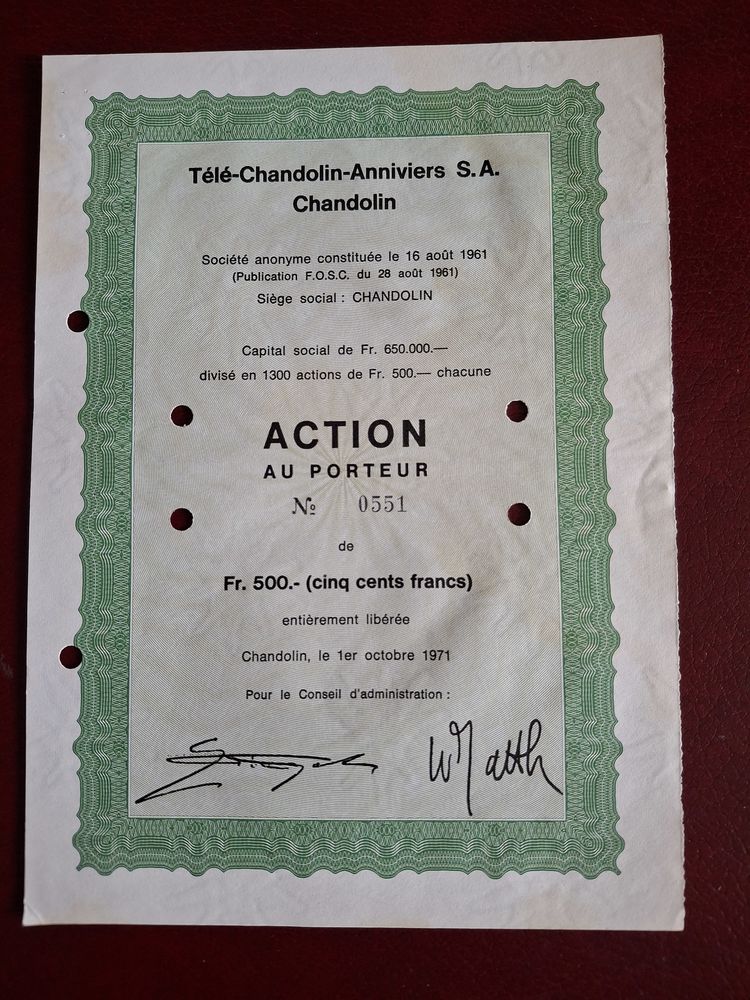 Télé-Chandolin-Anniviers S.A.
Chandolin
Société anonyme constituée le 16 août 1961
(Publication F.O.S.C. du 28 août 1961)
Siège social : CHANDOLIN
Capital social de Fr. 650.000.—
divisé en 1300 actions de Fr. 500.— chacune
ACTION
AU PORTEUR
№ 0551
de
Fr. 500.- (cinq cents francs)
entièrement libérée
Chandolin, le 1er octobre 1971
Pour le Conseil d'administration :